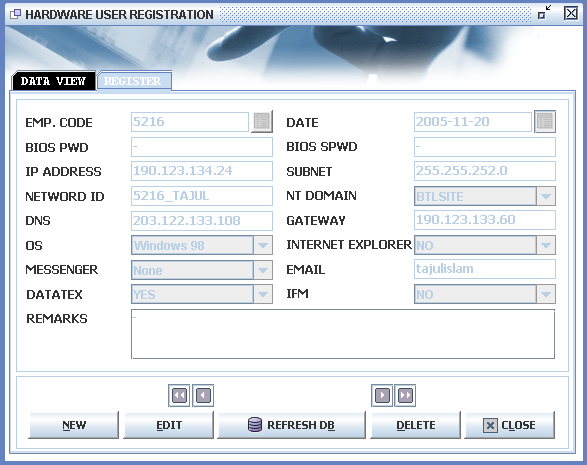 HARDWARE USER REGISTRATION
DATA VIEW REGISTER
EMP. CODE 5216 DATE 2005-11-20
BIOS PWD - BIOS SPWD -
IP ADDRESS 190.123.134.24 SUBNET 255.255.252.0
NETWORD ID 5216_TAJUL NT DOMAIN BTLSITE
DNS 203.122.133.108 GATEWAY 190.123.133.60
OS Windows 98 INTERNET EXPLORER NO
MESSENGER None EMAIL tajulislam
DATATEX YES IFM NO
REMARKS -
NEW EDIT REFRESH DB DELETE CLOSE